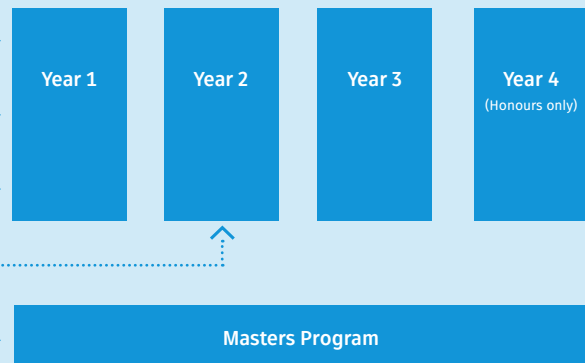 Year 1
Year 2
Year 3
Year 4
(Honours only)
Masters Program